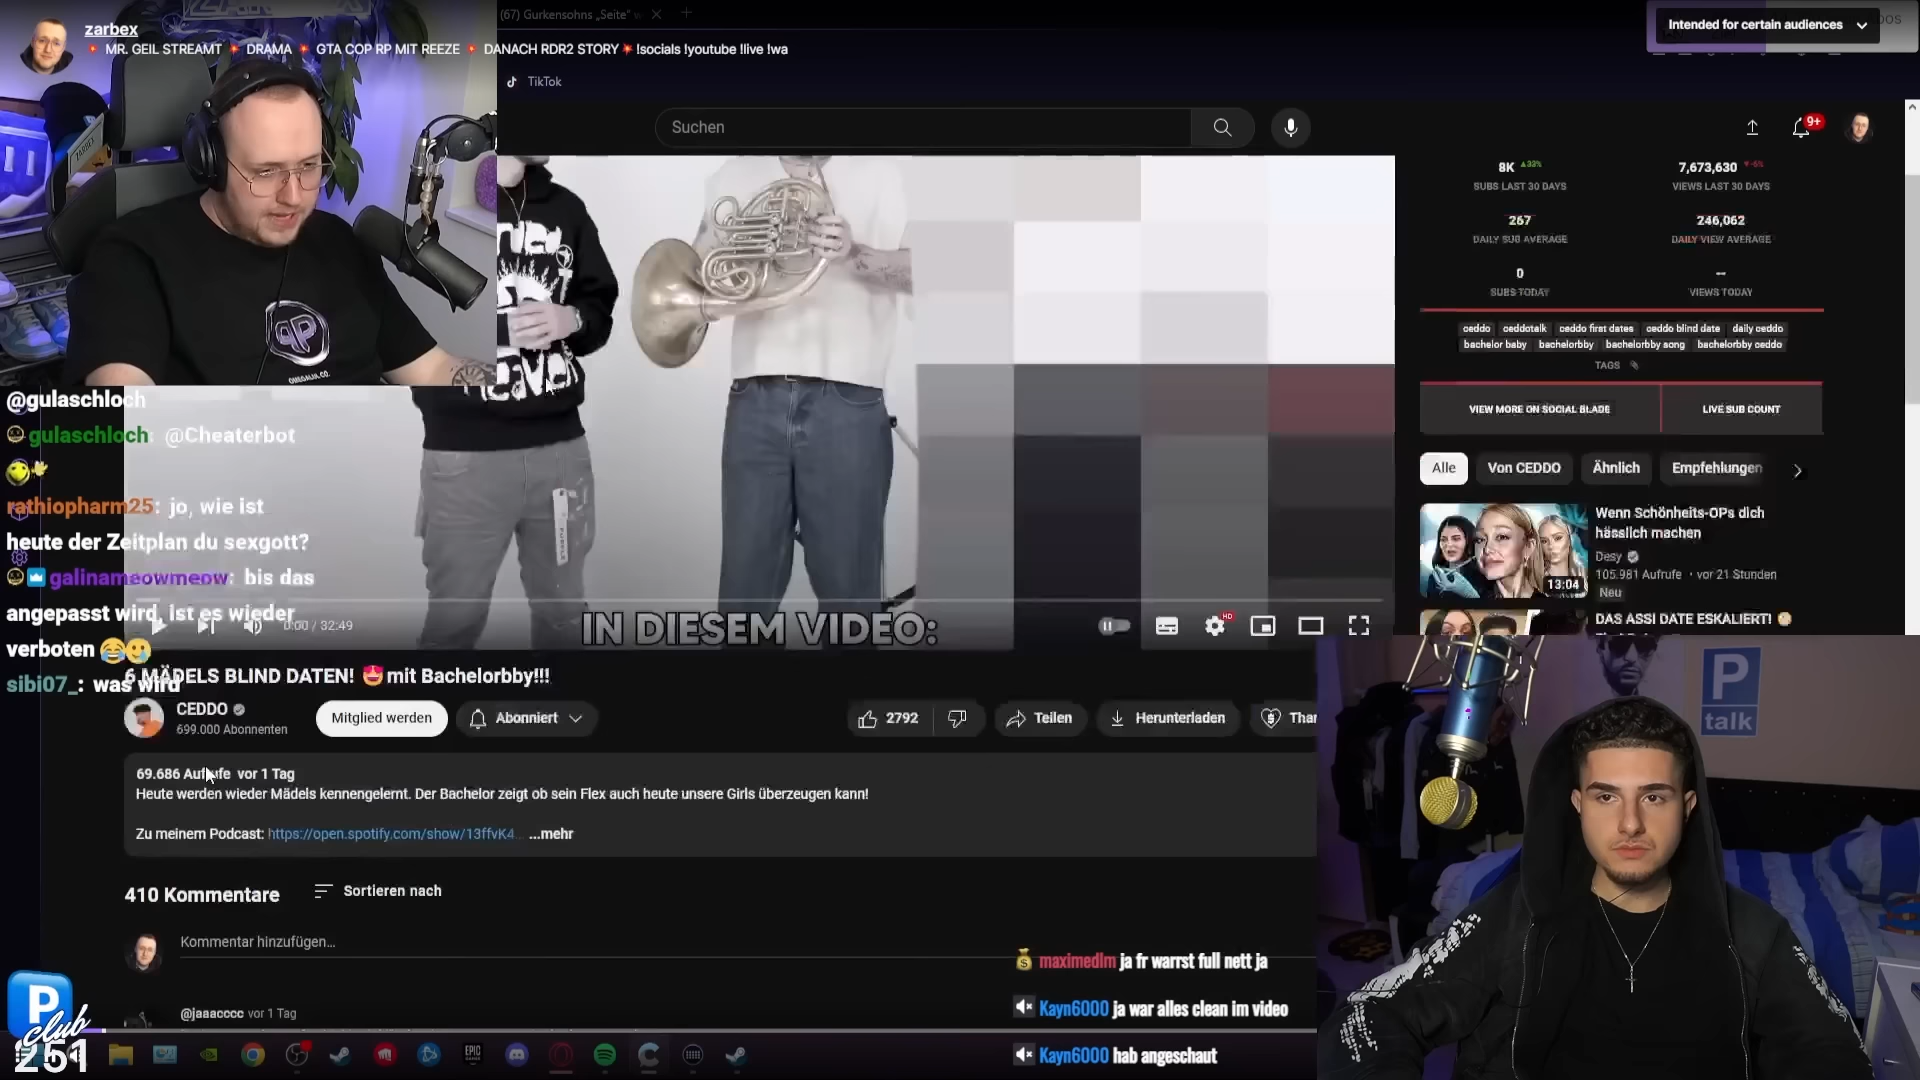 zarbex
MR. GEIL STREAMT DRAMA GTA COP RP MIT REEZE DANACH RDR2 STORY !socials !youtube !live !wa
(67) Gurkensohns „Seite"
Intended for certain audiences
TikTok
Suchen
9+
8K ▲33%
SUBS LAST 30 DAYS
7,673,630
VIEWS LAST 30 DAYS
267
DAILY SUB AVERAGE
246,062
DAILY VIEW AVERAGE
0
SUBS TODAY
--
VIEWS TODAY
ceddo ceddotalk ceddo first dates ceddo blind date daily ceddo
bachelor baby bachelorbby bachelorbby song bachelorbby ceddo
TAGS
VIEW MORE ON SOCIAL BLADE
LIVE SUB COUNT
Alle
Von CEDDO
Ähnlich
Empfehlungen
Wenn Schönheits-OPs dich
hässlich machen
Desy
105.981 Aufrufe • vor 21 Stunden
Neu
13:04
DAS ASSI DATE ESKALIERT!
@gulaschloch
gulaschloch: @Cheaterbot
rathiopharm25: jo, wie ist
heute der Zeitplan du sexgott?
galinameowmeow: bis das
angepasst wird, ist es wieder
verboten
sibi07_: was wird
0:00 / 32:49
IN DIESEM VIDEO:
HD
6 MÄDELS BLIND DATEN! mit Bachelorbby!!!
CEDDO
699.000 Abonnenten
Mitglied werden
Abonniert
2792
Teilen
Herunterladen
69.686 Aufrufe vor 1 Tag
Heute werden wieder Mädels kennengelernt. Der Bachelor zeigt ob sein Flex auch heute unsere Girls überzeugen kann!
Zu meinem Podcast: https://open.spotify.com/show/13ffvK4... ...mehr
410 Kommentare
Sortieren nach
Kommentar hinzufügen...
@jaaacccc vor 1 Tag
maximedlm ja fr warrst full nett ja
Kayn6000 ja war alles clean im video
Kayn6000 hab angeschaut
P
club
251
EPIC
P
talk